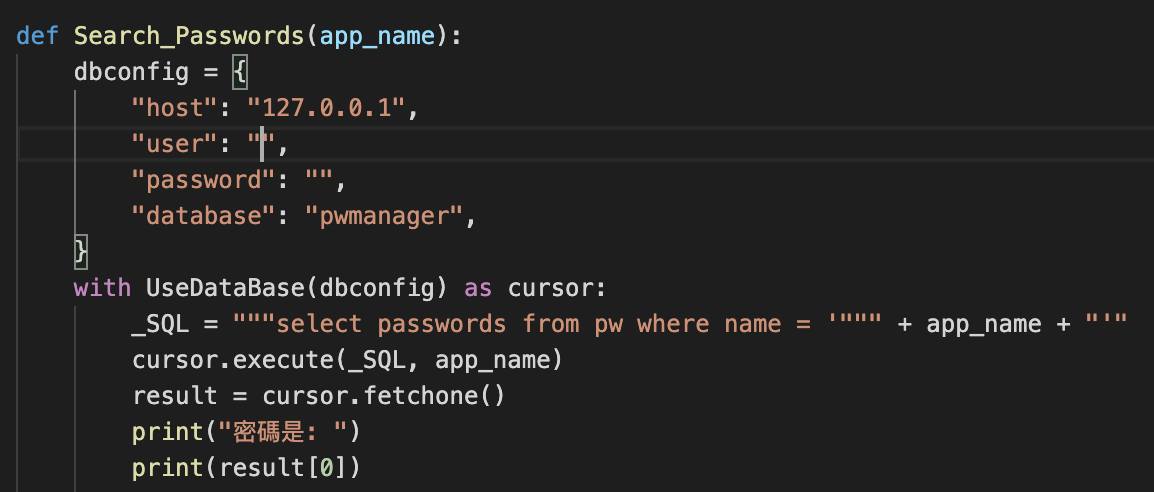 def Search_Passwords(app_name):
    dbconfig = {
        "host": "127.0.0.1",
        "user": "",
        "password": "",
        "database": "pwmanager",
    }
    with UseDataBase(dbconfig) as cursor:
        _SQL = """select passwords from pw where name = '""" + app_name + "'"
        cursor.execute(_SQL, app_name)
        result = cursor.fetchone()
        print("密碼是: ")
        print(result[0])